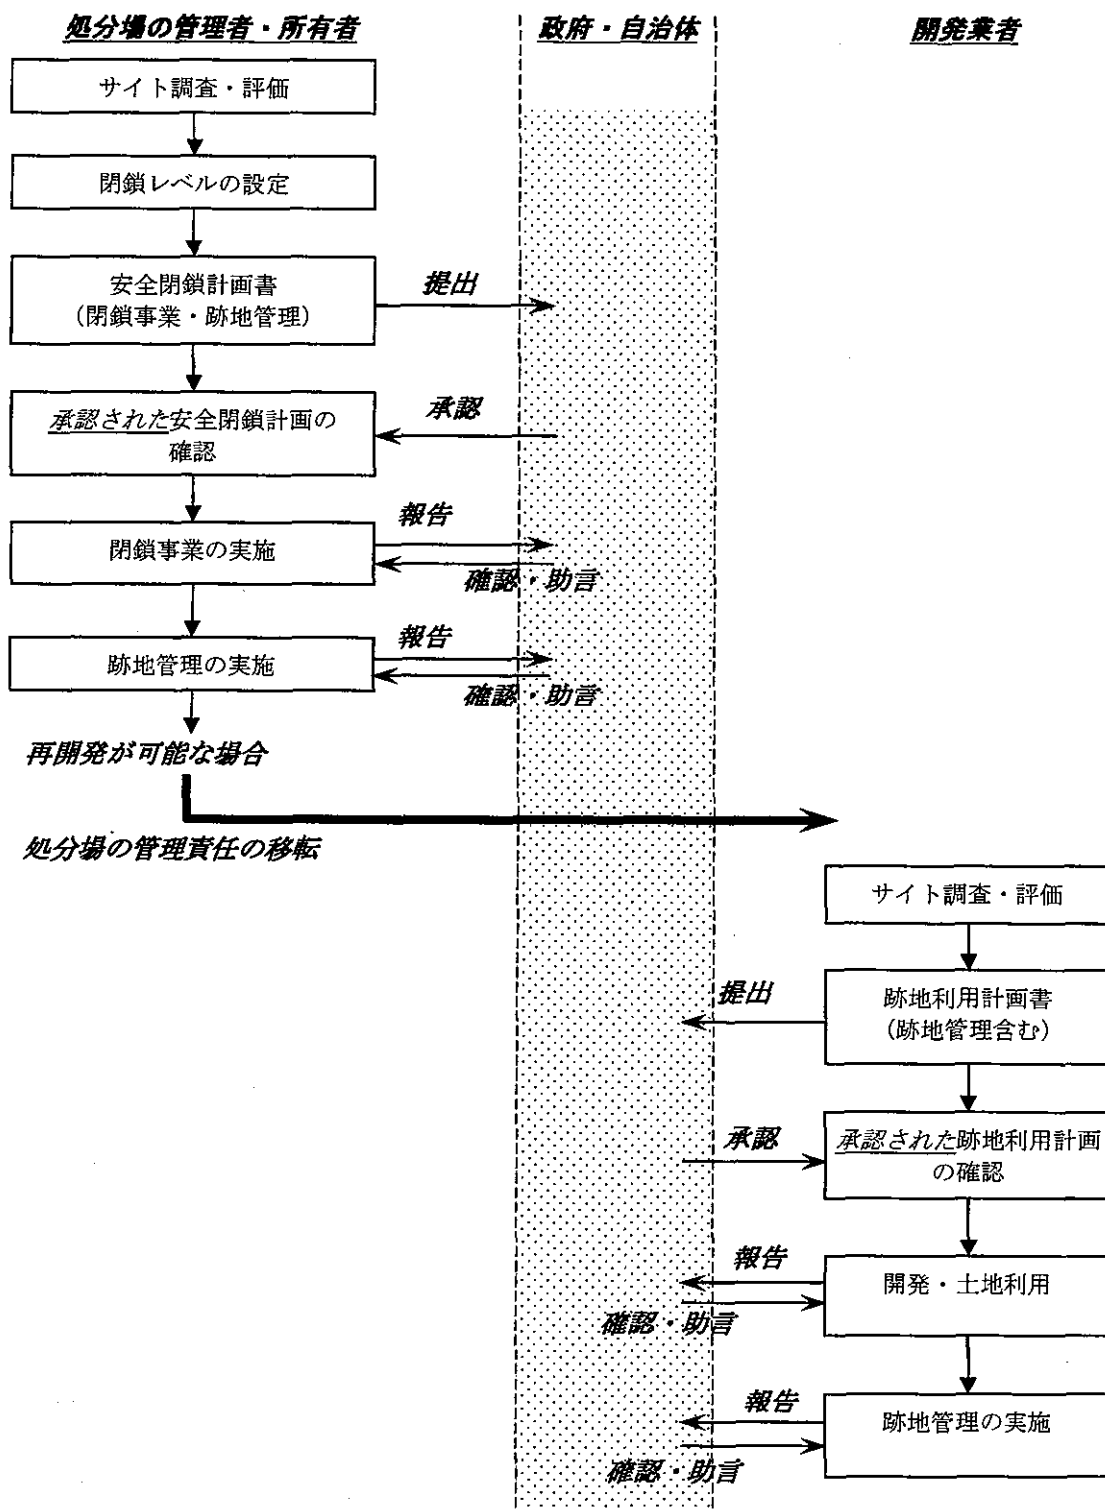 処分場の管理者・所有者
政府・自治体
開発業者
サイト調査・評価
閉鎖レベルの設定
安全閉鎖計画書
(閉鎖事業・跡地管理)
提出
承認された安全閉鎖計画の
確認
承認
閉鎖事業の実施
報告
確認・助言
跡地管理の実施
報告
確認・助言
再開発が可能な場合
処分場の管理責任の移転
サイト調査・評価
提出
跡地利用計画書
(跡地管理含む)
承認
承認された跡地利用計画
の確認
報告
開発・土地利用
確認・助言
報告
跡地管理の実施
確認・助言